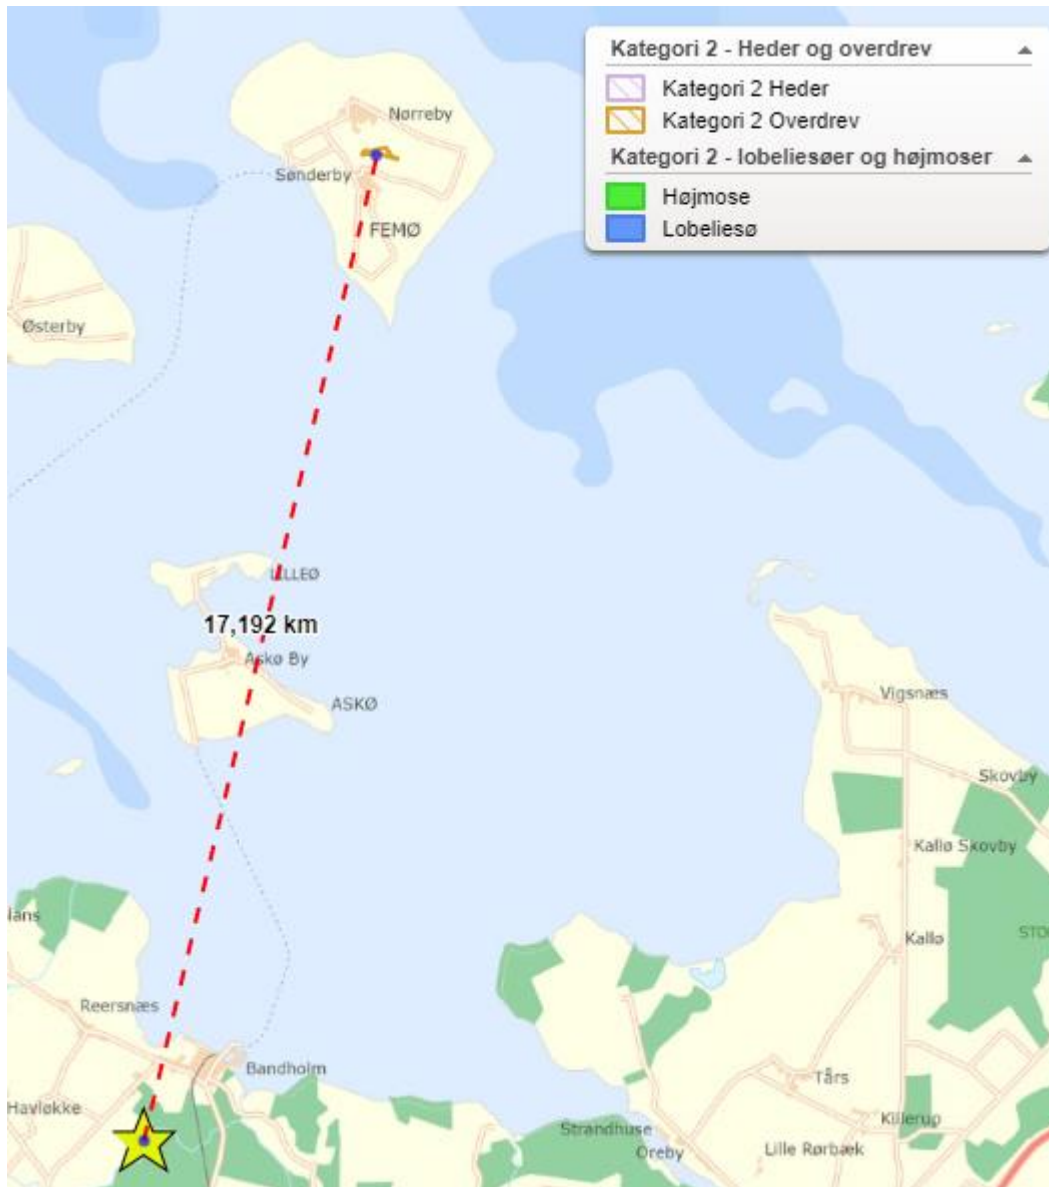 Kategori 2 - Heder og overdrev
Kategori 2 Heder
Kategori 2 Overdrev
Kategori 2 - lobeliesøer og højmoser
Højmose
Lobeliesø
Nørreby
Sønderby
FEMØ
Østerby
LILLEØ
17,192 km
Askø By
ASKØ
Vigsnæs
Skovby
Kallø Skovby
lans
Kallø
STO
Reersnæs
Bandholm
Tårs
Havløkke
Killerup
Strandhuse
Oreby
Lille Rørbæk